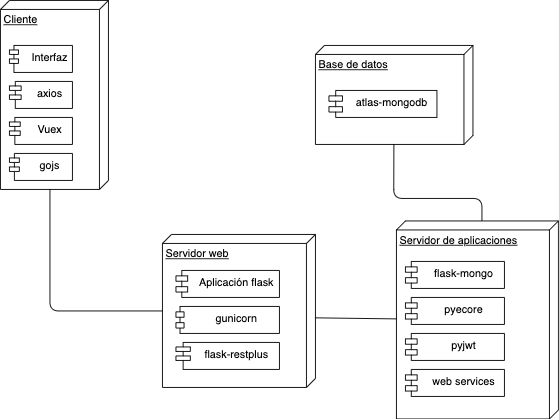 Cliente
Interfaz
axios
Vuex
gojs
Base de datos
atlas-mongodb
Servidor web
Aplicación flask
gunicorn
flask-restplus
Servidor de aplicaciones
flask-mongo
pyecore
pyjwt
web services